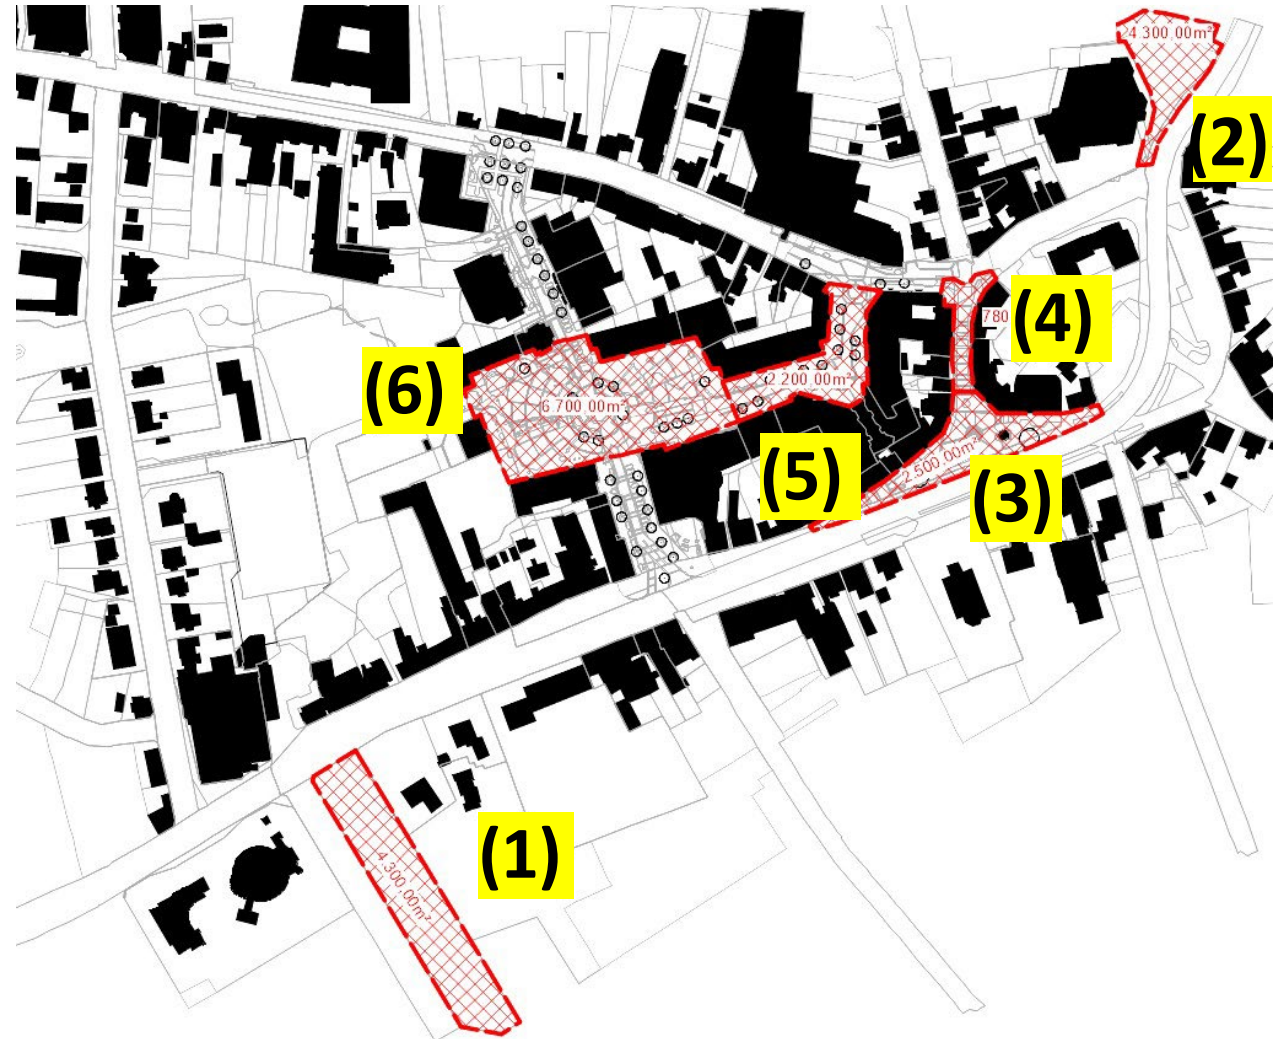 24.300,00m²
(2)
(4)
780
(6)
2.200,00m²
6.700,00m²
(5)
2.500,00m²
(3)
(1)
4.300,00m²